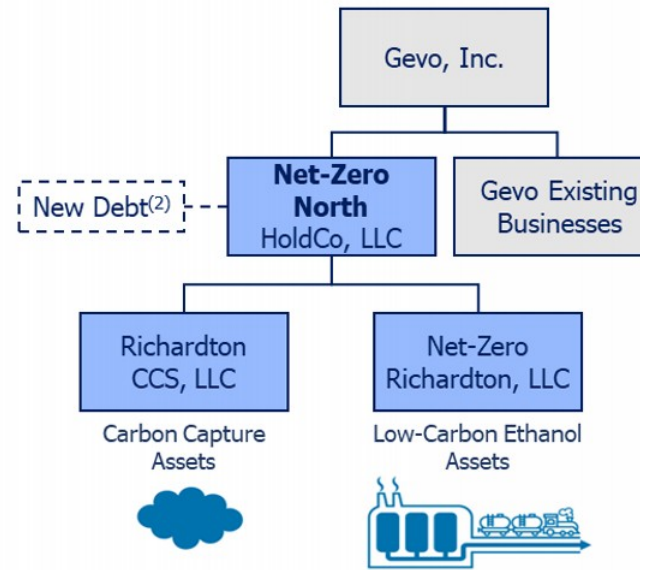 Gevo, Inc.
Net-Zero
North
HoldCo, LLC
Gevo Existing
Businesses
New Debt(2)
Richardton
CCS, LLC
Net-Zero
Richardton, LLC
Carbon Capture
Assets
Low-Carbon Ethanol
Assets